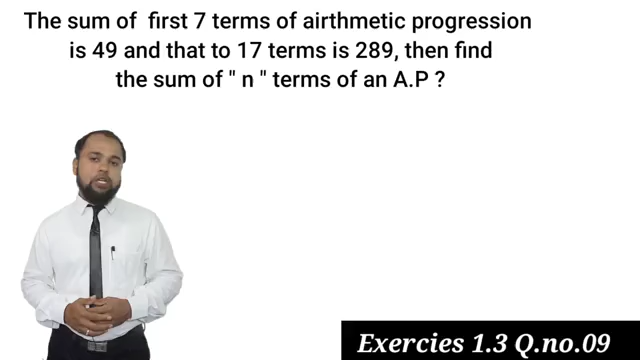 The sum of first 7 terms of airthmetic progression
is 49 and that to 17 terms is 289, then find
the sum of " n " terms of an A.P ?
Exercies 1.3 Q.no.09